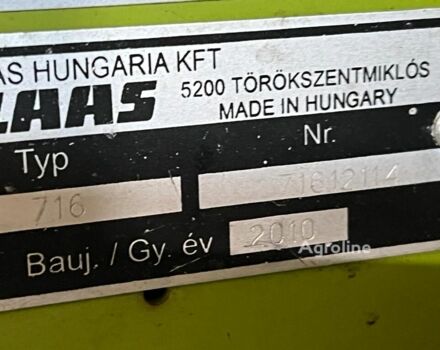 AS HUNGARIA KFT
LAAS
5200 TÖRÖKSZENTMIKLÓS
MADE IN HUNGARY
Typ
Nr.
716
71612114
Bauj. / Gy. év
2010
Agroline